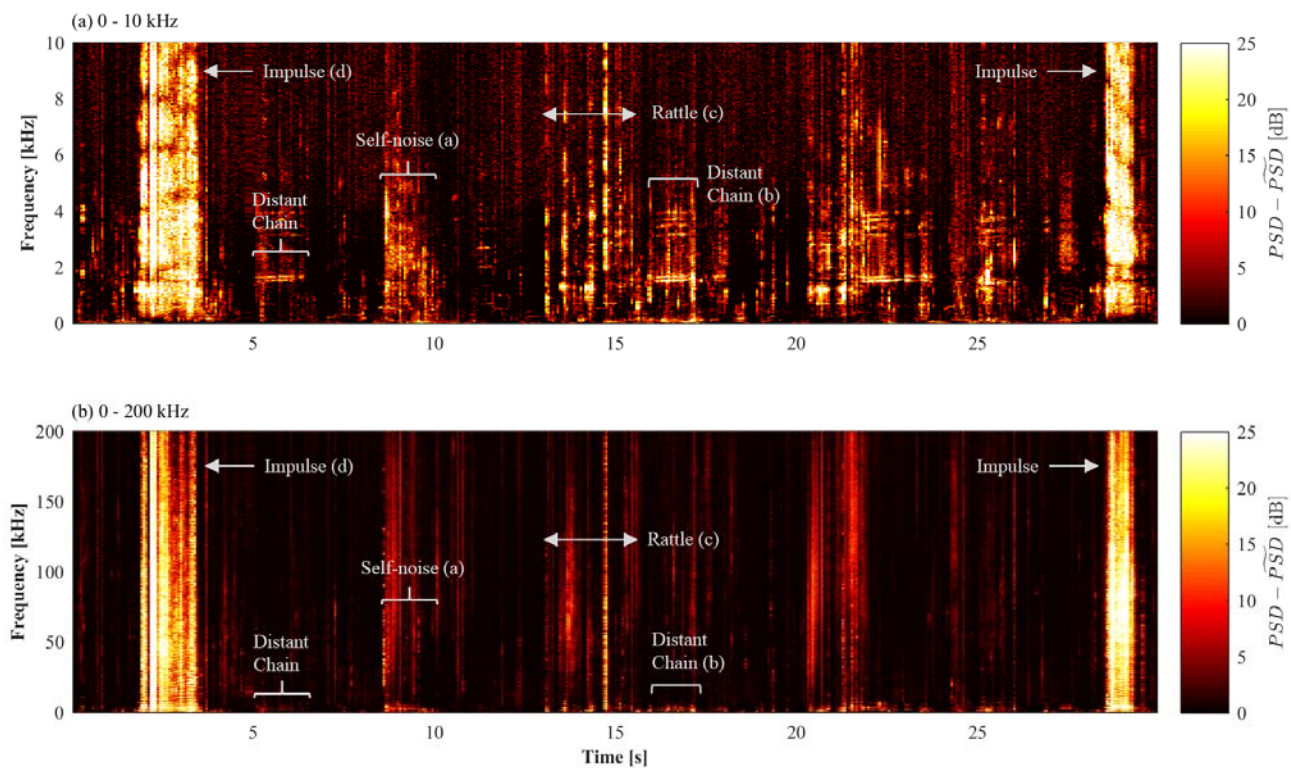 (a) 0 - 10 kHz
10
8
6
4
2
0
Frequency [kHz]
Impulse (d)
Distant
Chain
Self-noise (a)
Rattle (c)
Distant
Chain (b)
Impulse
5
10
15
20
25
25
20
15
10
5
0
PSD − P͠S͠D͠ [dB]
(b) 0 - 200 kHz
200
150
100
50
0
Frequency [kHz]
Impulse (d)
Distant
Chain
Self-noise (a)
Rattle (c)
Distant
Chain (b)
Impulse
5
10
15
20
25
Time [s]
25
20
15
10
5
0
PSD − P͠S͠D͠ [dB]